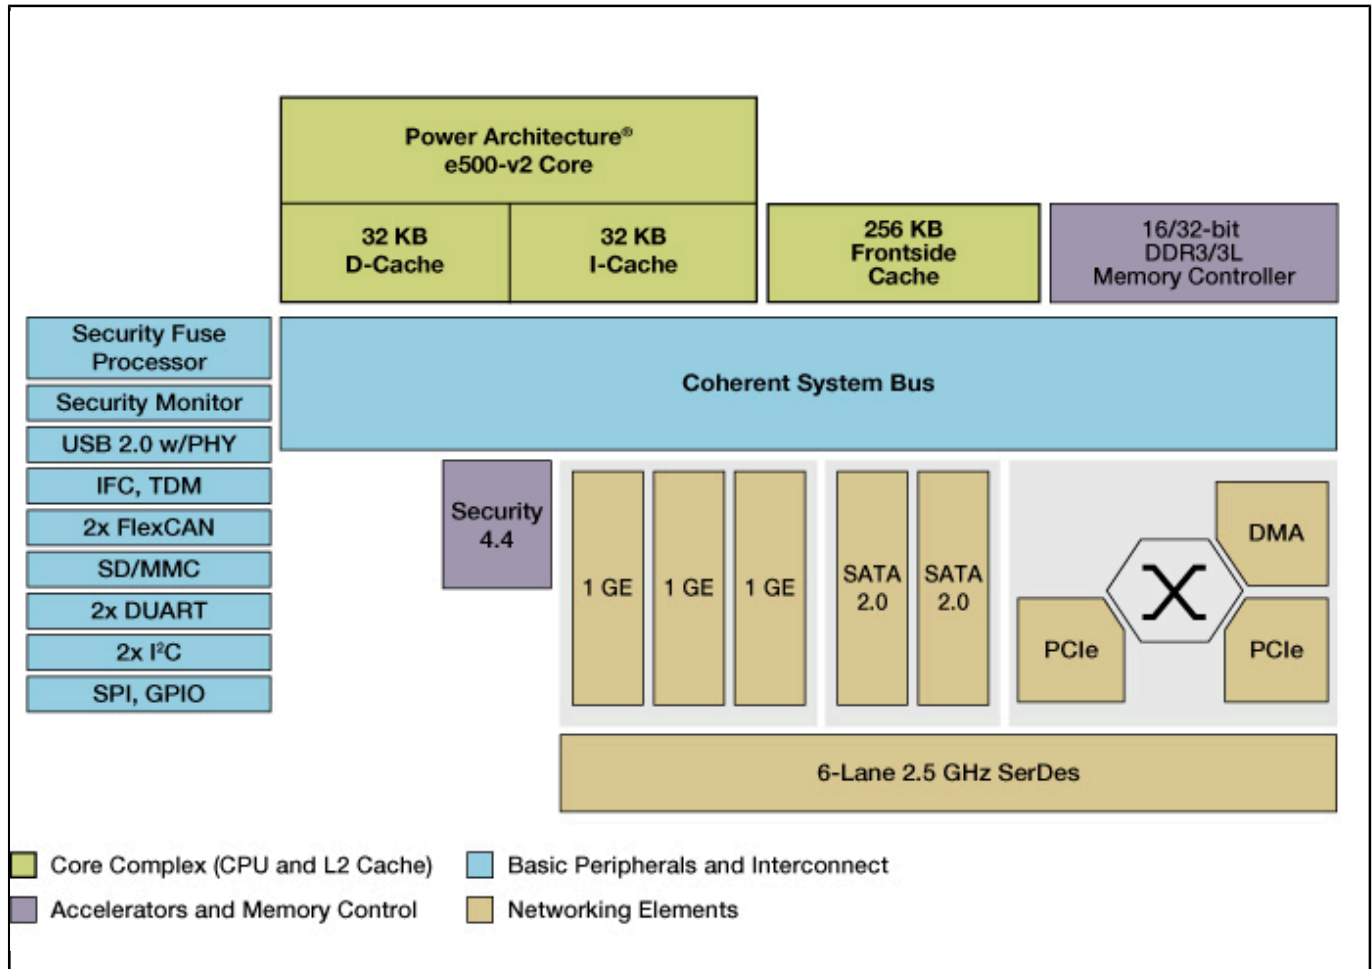 Power Architecture®
e500-v2 Core
32 KB
D-Cache
32 KB
I-Cache
256 KB
Frontside
Cache
16/32-bit
DDR3/3L
Memory Controller
Security Fuse
Processor
Security Monitor
USB 2.0 w/PHY
IFC, TDM
2x FlexCAN
SD/MMC
2x DUART
2x I²C
SPI, GPIO
Coherent System Bus
Security
4.4
1 GE
1 GE
1 GE
SATA
2.0
SATA
2.0
DMA
PCIe
PCIe
6-Lane 2.5 GHz SerDes
Core Complex (CPU and L2 Cache)
Basic Peripherals and Interconnect
Accelerators and Memory Control
Networking Elements